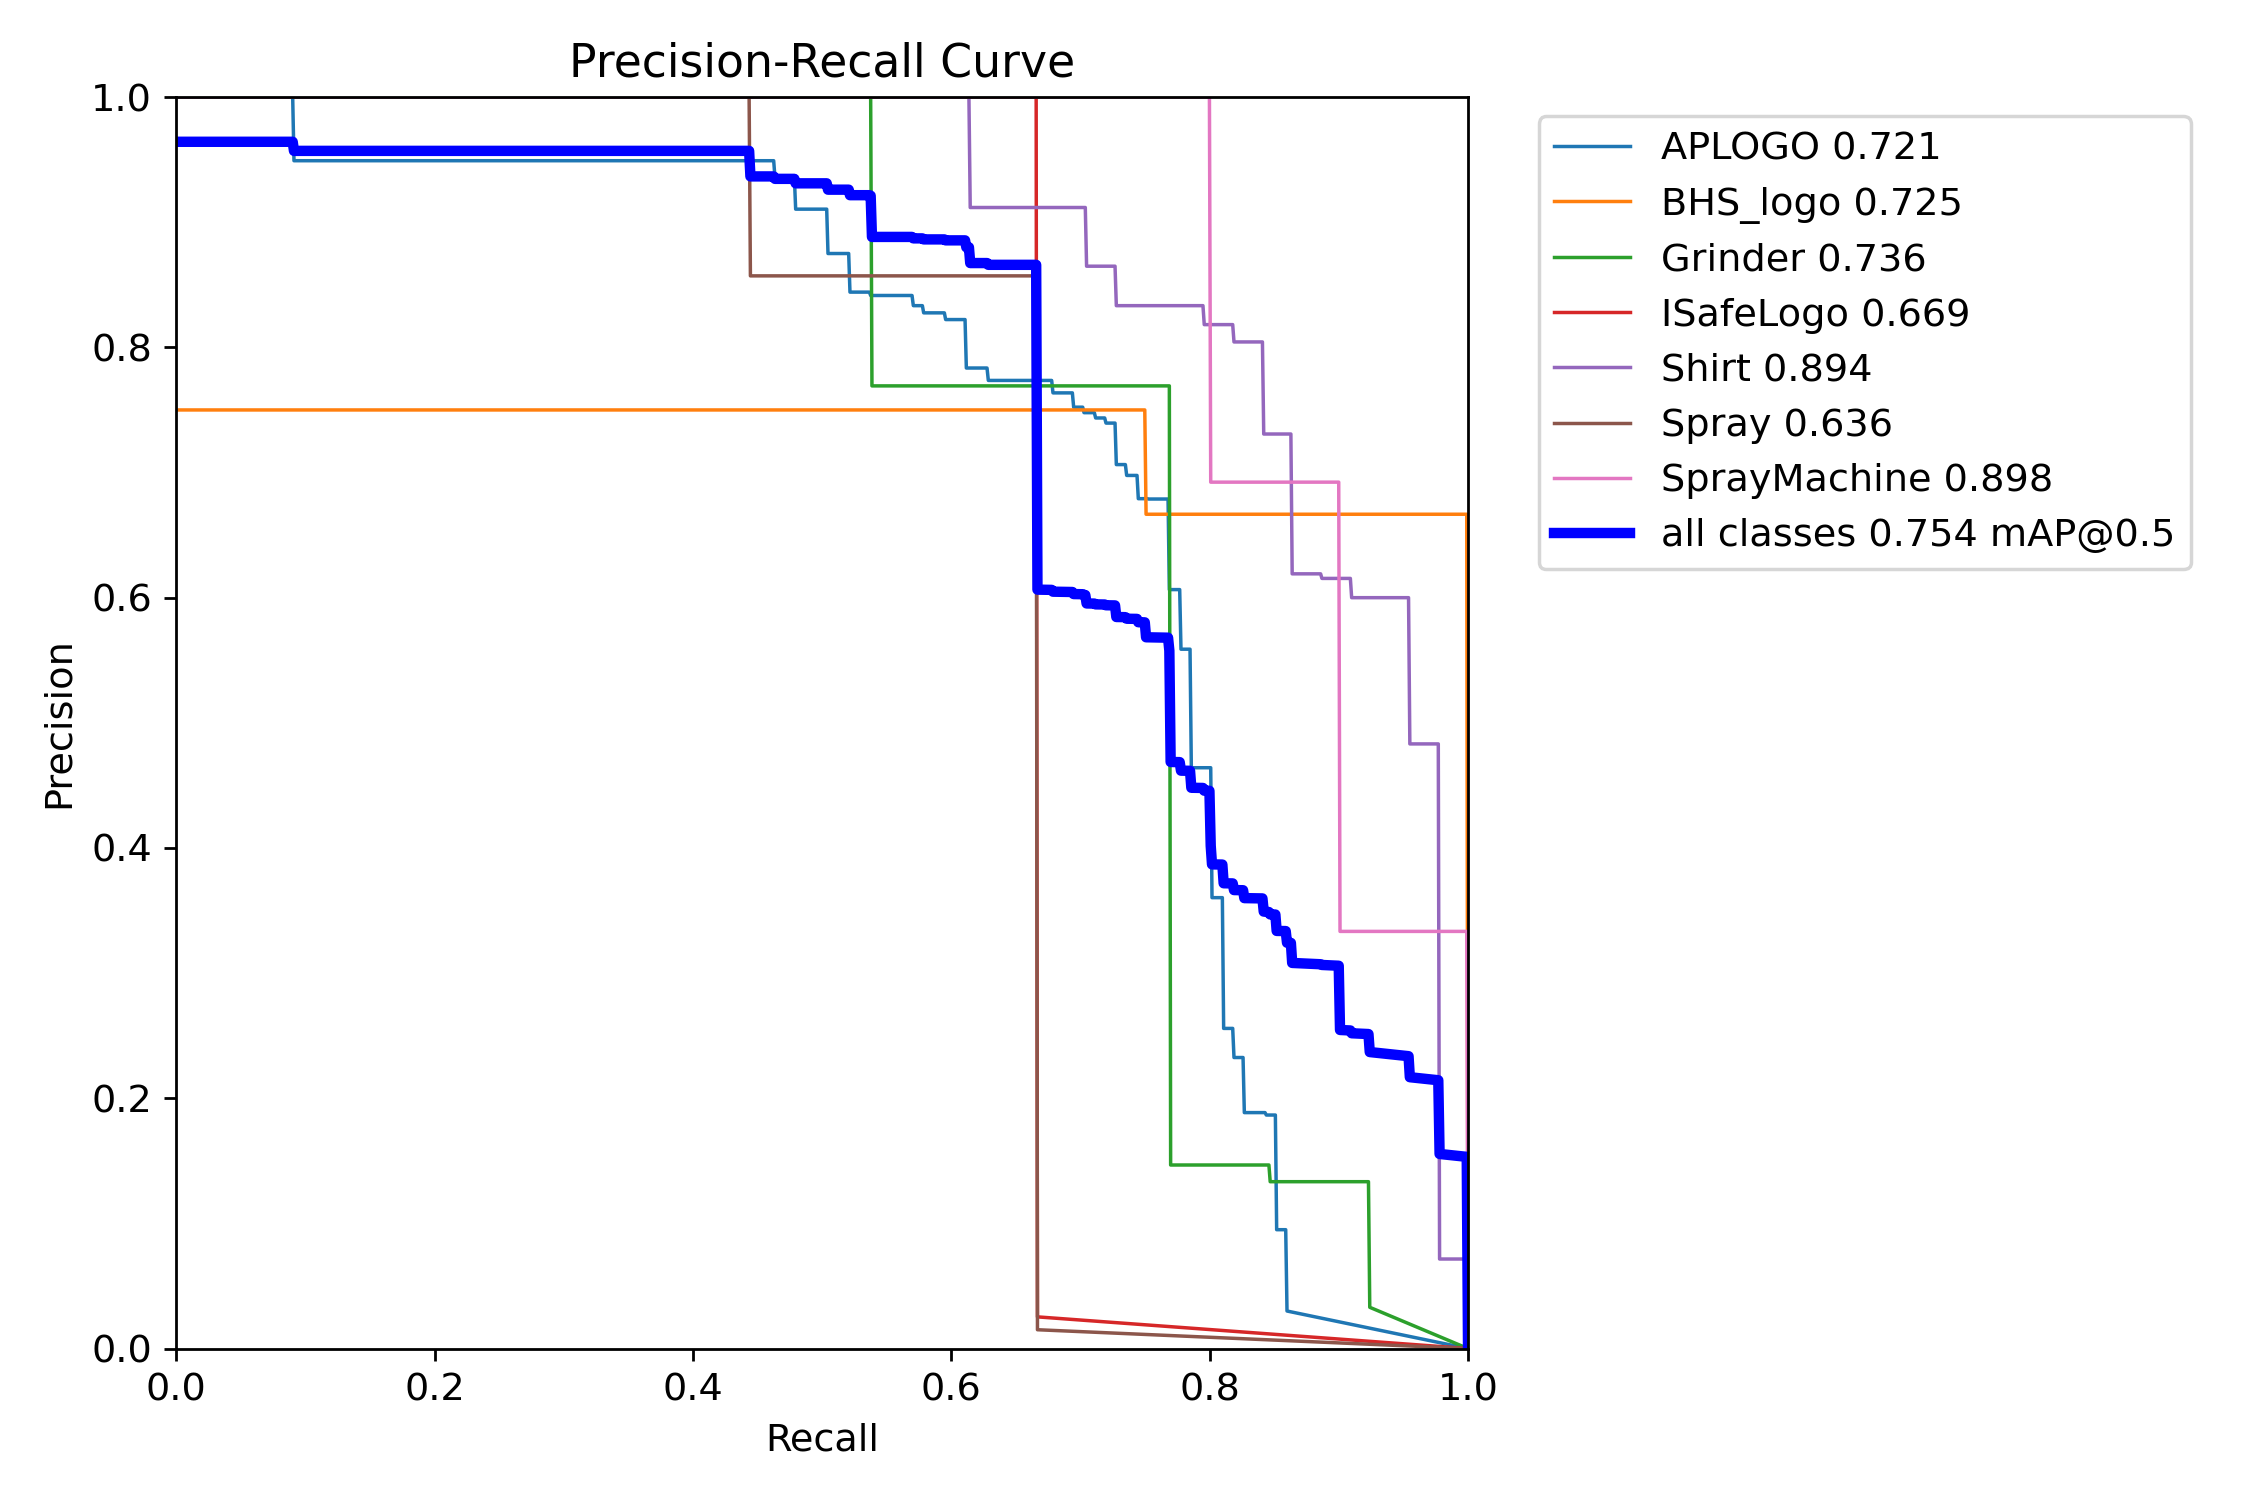 Precision-Recall Curve
1.0
0.8
0.6
0.4
0.2
0.0
Precision
0.0 0.2 0.4 0.6 0.8 1.0
Recall
APLOGO 0.721
BHS_logo 0.725
Grinder 0.736
ISafeLogo 0.669
Shirt 0.894
Spray 0.636
SprayMachine 0.898
all classes 0.754 mAP@0.5